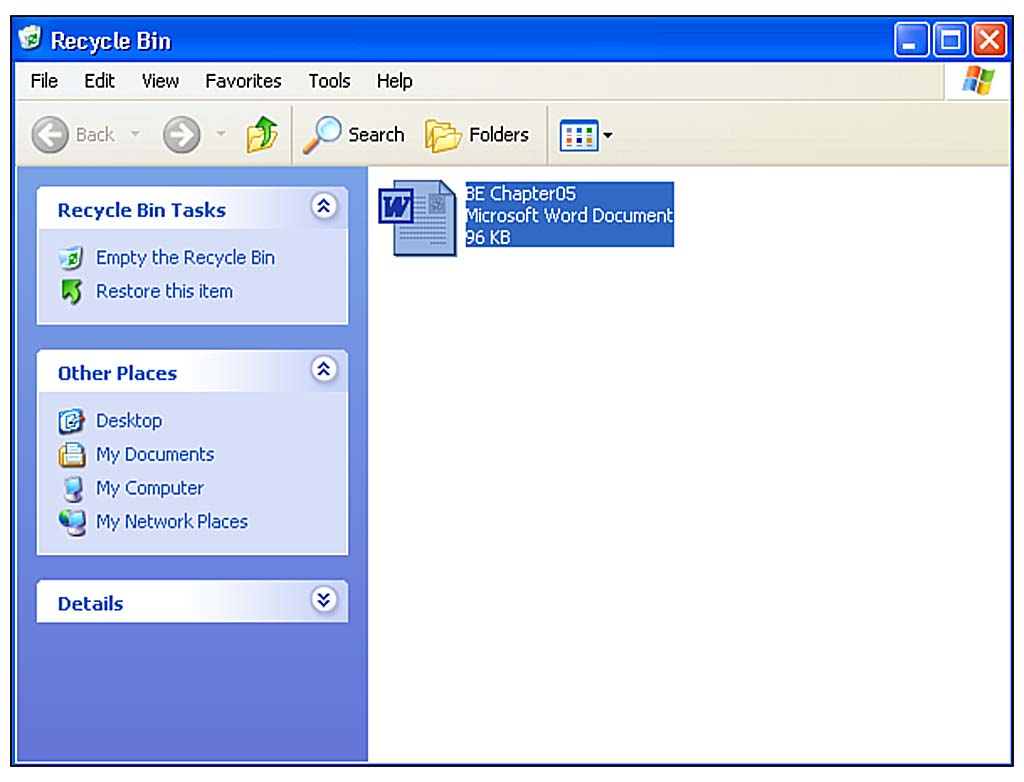 Recycle Bin
File Edit View Favorites Tools Help
Back Search Folders
Recycle Bin Tasks
Empty the Recycle Bin
Restore this item
Other Places
Desktop
My Documents
My Computer
My Network Places
Details
BE Chapter05
Microsoft Word Document
96 KB